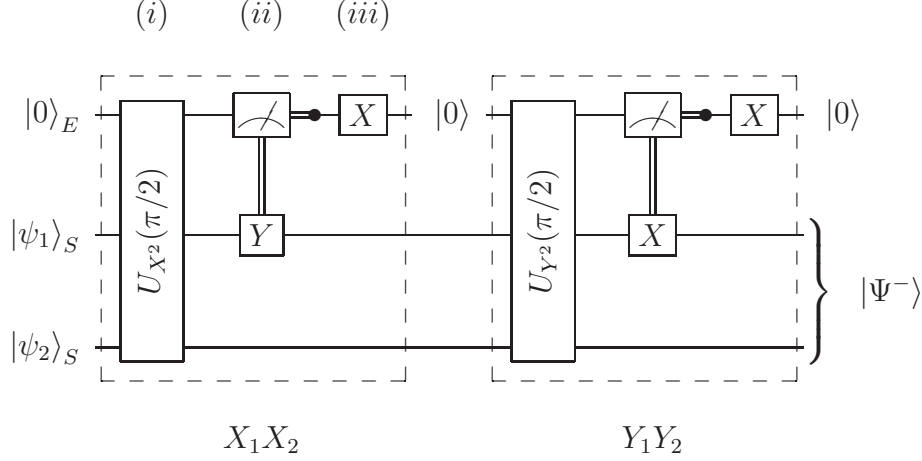 (i) (ii) (iii)
|0⟩_E U_{X^2}(π/2) X |0⟩ U_{Y^2}(π/2) X |0⟩
|ψ_1⟩_S Y X
|Ψ^−⟩
|ψ_2⟩_S
X_1X_2 Y_1Y_2